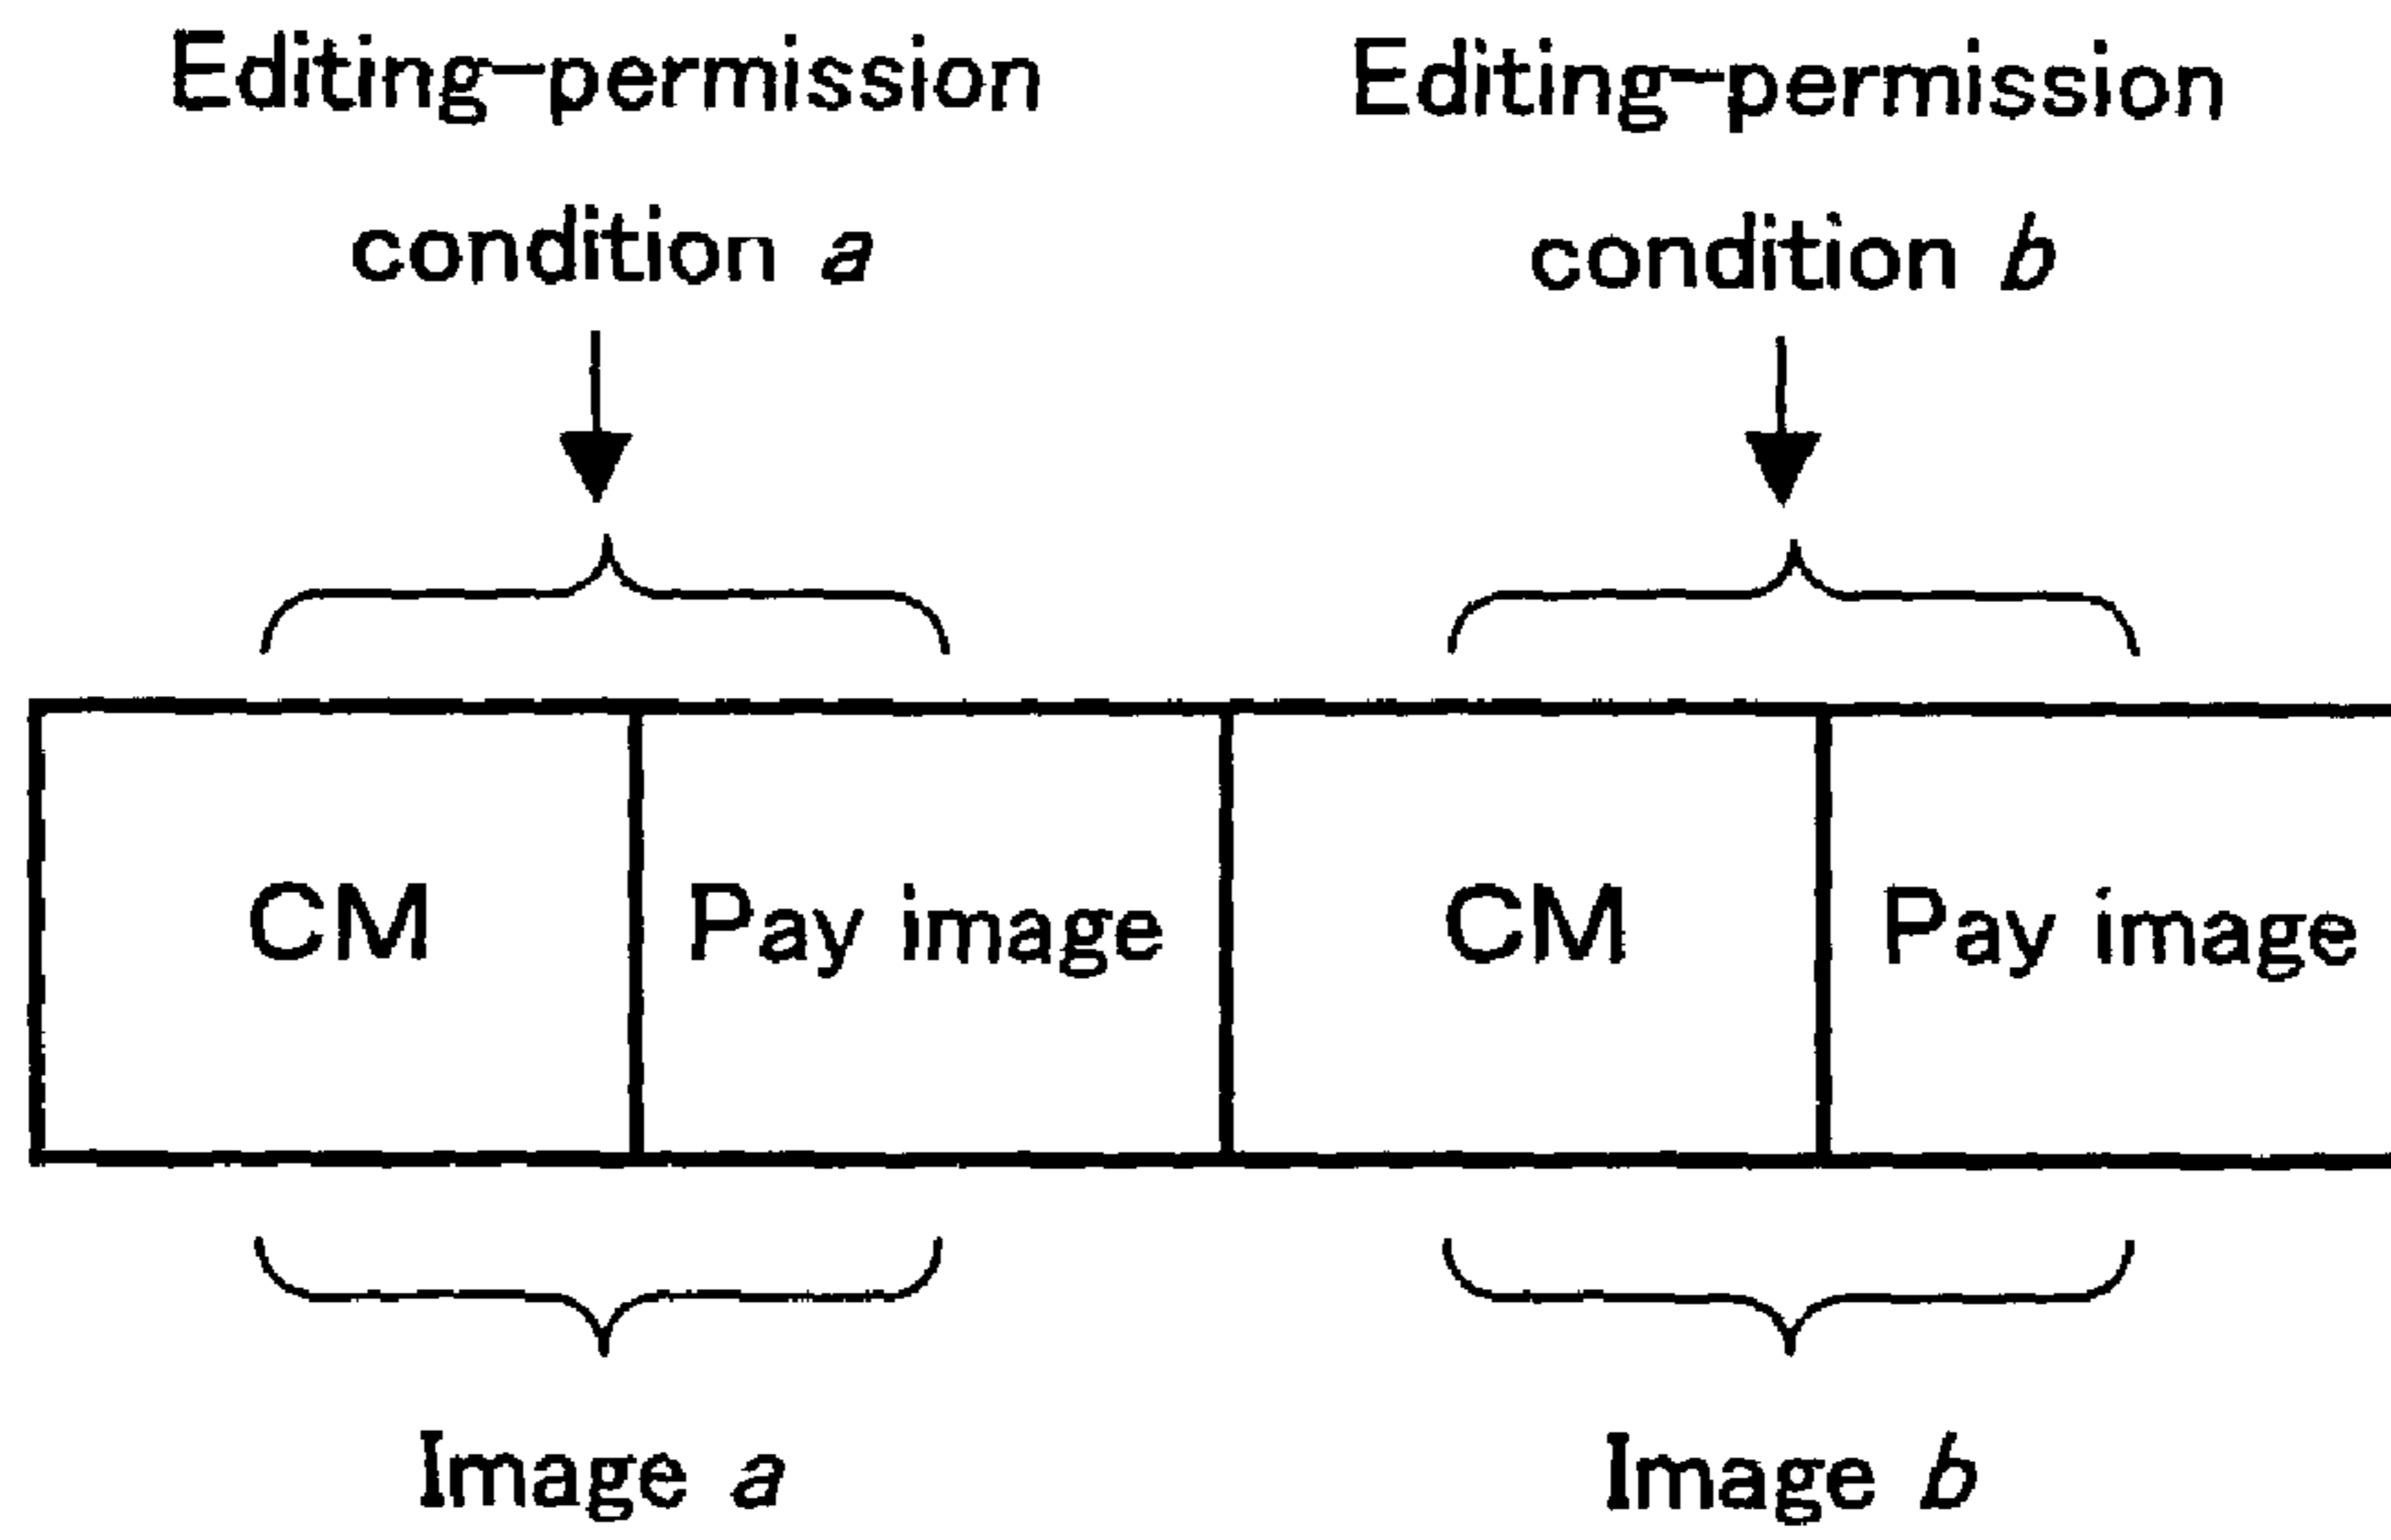 Editing-permission
condition a
Editing-permission
condition b
CM
Pay image
CM
Pay image
Image a
Image b